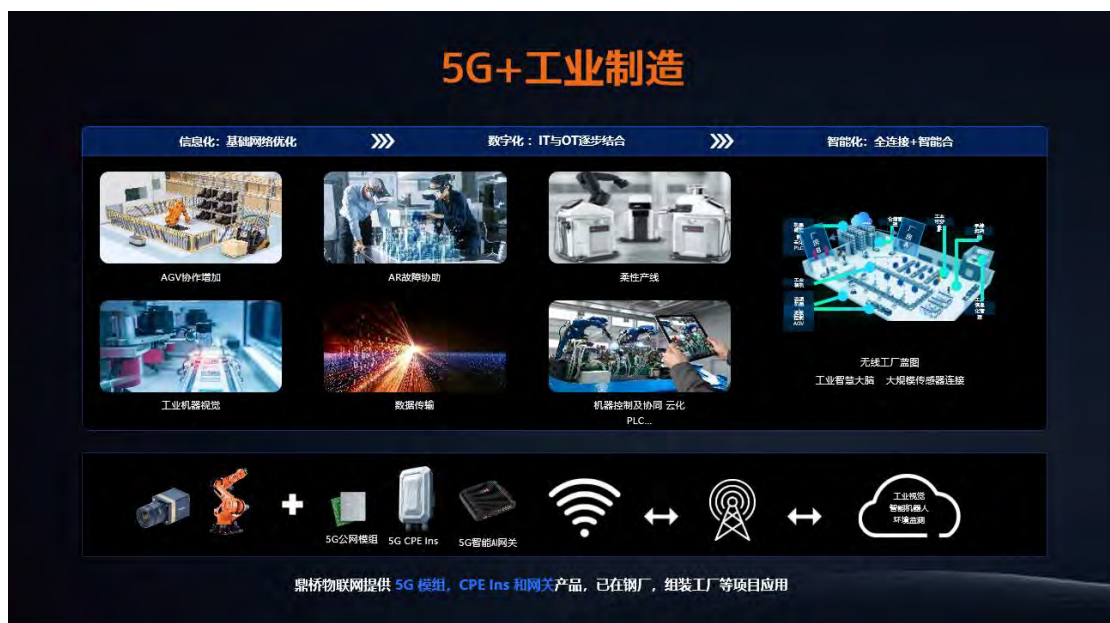 5G+工业制造
信息化：基础网络优化
数字化：IT与OT逐步结合
智能化：全连接+智能合
AGV协作增加
AR故障协助
柔性产线
工业机器视觉
数据传输
机器控制及协同 云化
PLC...
无线工厂蓝图
工业智慧大脑 大规模传感器连接
PLC
AGV
5G公网模组
5G CPE Ins
5G智能AI网关
工业视觉
智能机器人
环境监测
鼎桥物联网提供 5G 模组，CPE Ins 和网关产品，已在钢厂，组装工厂等项目应用